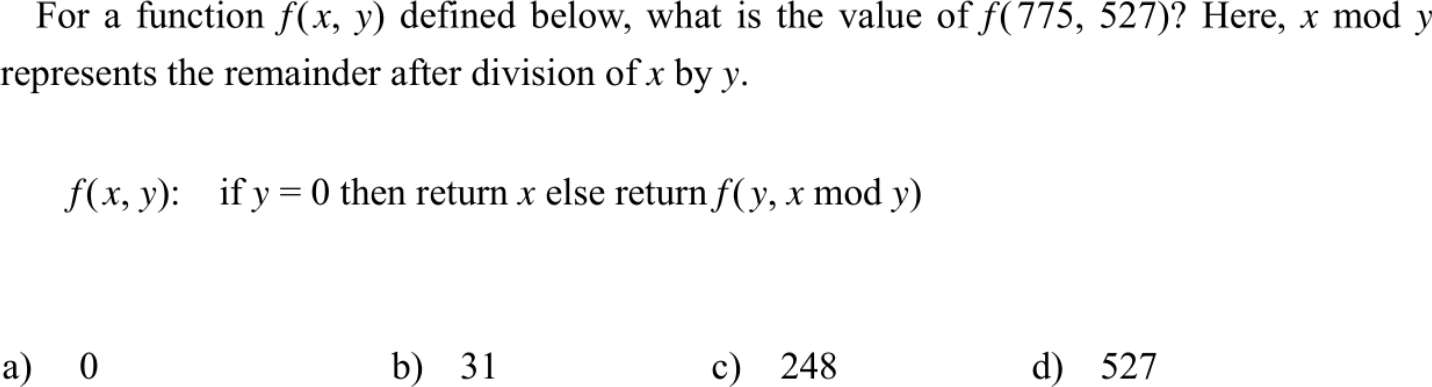 For a function f(x, y) defined below, what is the value of f(775, 527)? Here, x mod y
represents the remainder after division of x by y.
f(x, y): if y = 0 then return x else return f(y, x mod y)
a) 0 b) 31 c) 248 d) 527